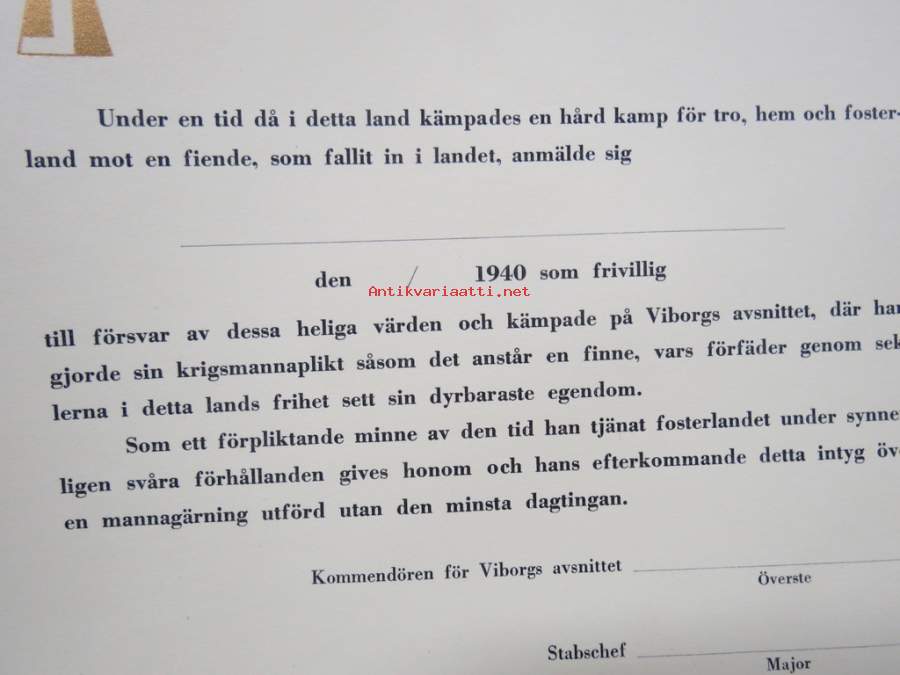 Under en tid då i detta land kämpades en hård kamp för tro, hem och foster-
land mot en fiende, som fallit in i landet, anmälde sig
den / 1940 som frivillig
Antikvariaatti.net
till försvar av dessa heliga värden och kämpade på Viborgs avsnittet, där han
gjorde sin krigsmannaplikt såsom det anstår en finne, vars förfäder genom sek
lerna i detta lands frihet sett sin dyrbaraste egendom.
Som ett förpliktande minne av den tid han tjänat fosterlandet under synner
ligen svåra förhållanden gives honom och hans efterkommande detta intyg öv
en mannagärning utförd utan den minsta dagtingan.
Kommendören för Viborgs avsnittet
Överste
Stabschef
Major